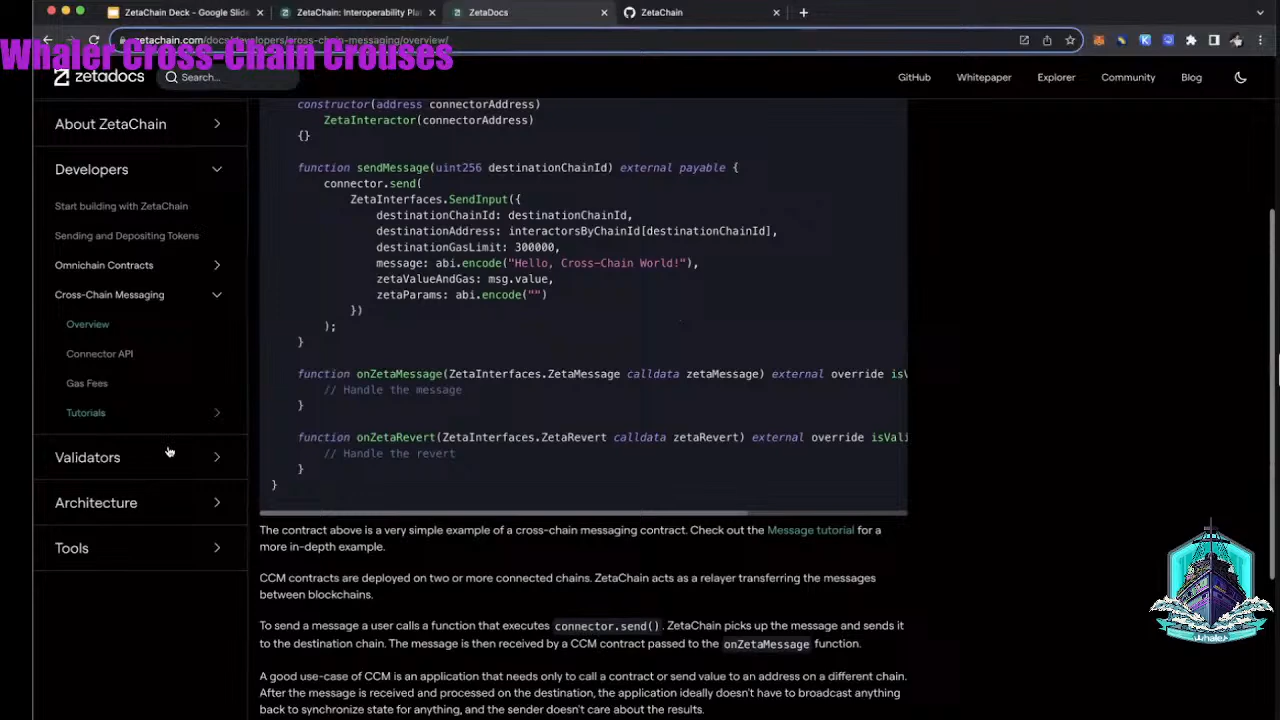 ZetaChain Deck - Google Slide
ZetaChain: Interoperability Pla
ZetaDocs
ZetaChain
zetachain.com/docs/developers/cross-chain-messaging/overview/
Whaler Cross-Chain Crouses
zetadocs
Search...
GitHub
Whitepaper
Explorer
Community
Blog
About ZetaChain
Developers
Start building with ZetaChain
Sending and Depositing Tokens
Omnichain Contracts
Cross-Chain Messaging
Overview
Connector API
Gas Fees
Tutorials
Validators
Architecture
Tools
constructor(address connectorAddress)
ZetaInteractor(connectorAddress)
{}
function sendMessage(uint256 destinationChainId) external payable {
connector.send(
ZetaInterfaces.SendInput({
destinationChainId: destinationChainId,
destinationAddress: interactorsByChainId[destinationChainId],
destinationGasLimit: 300000,
message: abi.encode("Hello, Cross-Chain World!"),
zetaValueAndGas: msg.value,
zetaParams: abi.encode("")
})
);
}
function onZetaMessage(ZetaInterfaces.ZetaMessage calldata zetaMessage) external override isV
// Handle the message
}
function onZetaRevert(ZetaInterfaces.ZetaRevert calldata zetaRevert) external override isVali
// Handle the revert
}
}
The contract above is a very simple example of a cross-chain messaging contract. Check out the Message tutorial for a
more in-depth example.
CCM contracts are deployed on two or more connected chains. ZetaChain acts as a relayer transferring the messages
between blockchains.
To send a message a user calls a function that executes connector.send(). ZetaChain picks up the message and sends it
to the destination chain. The message is then received by a CCM contract passed to the onZetaMessage function.
A good use-case of CCM is an application that needs only to call a contract or send value to an address on a different chain.
After the message is received and processed on the destination, the application ideally doesn't have to broadcast anything
back to synchronize state for anything, and the sender doesn't care about the results.
Whaler